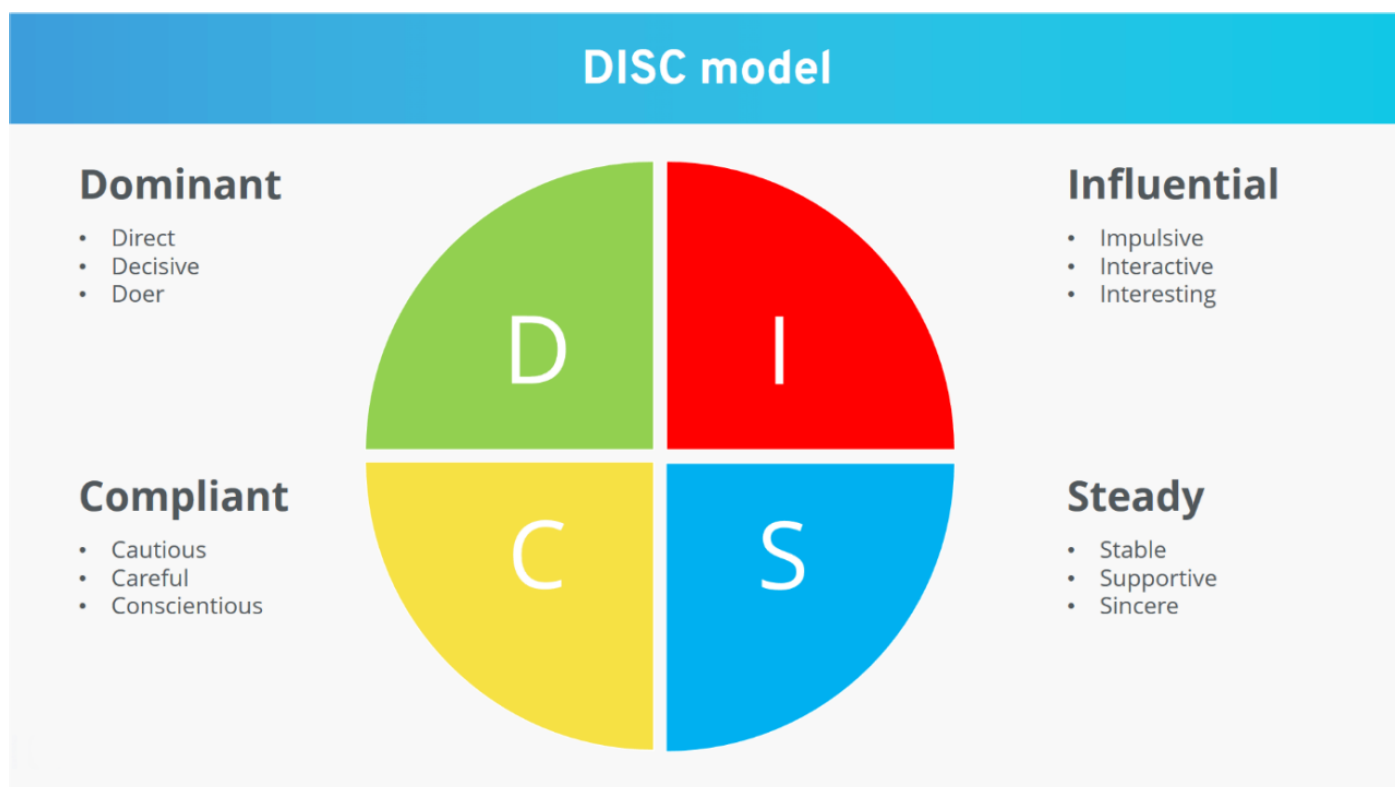 DISC model
Dominant
• Direct
• Decisive
• Doer
Influential
• Impulsive
• Interactive
• Interesting
D
I
C
S
Compliant
• Cautious
• Careful
• Conscientious
Steady
• Stable
• Supportive
• Sincere